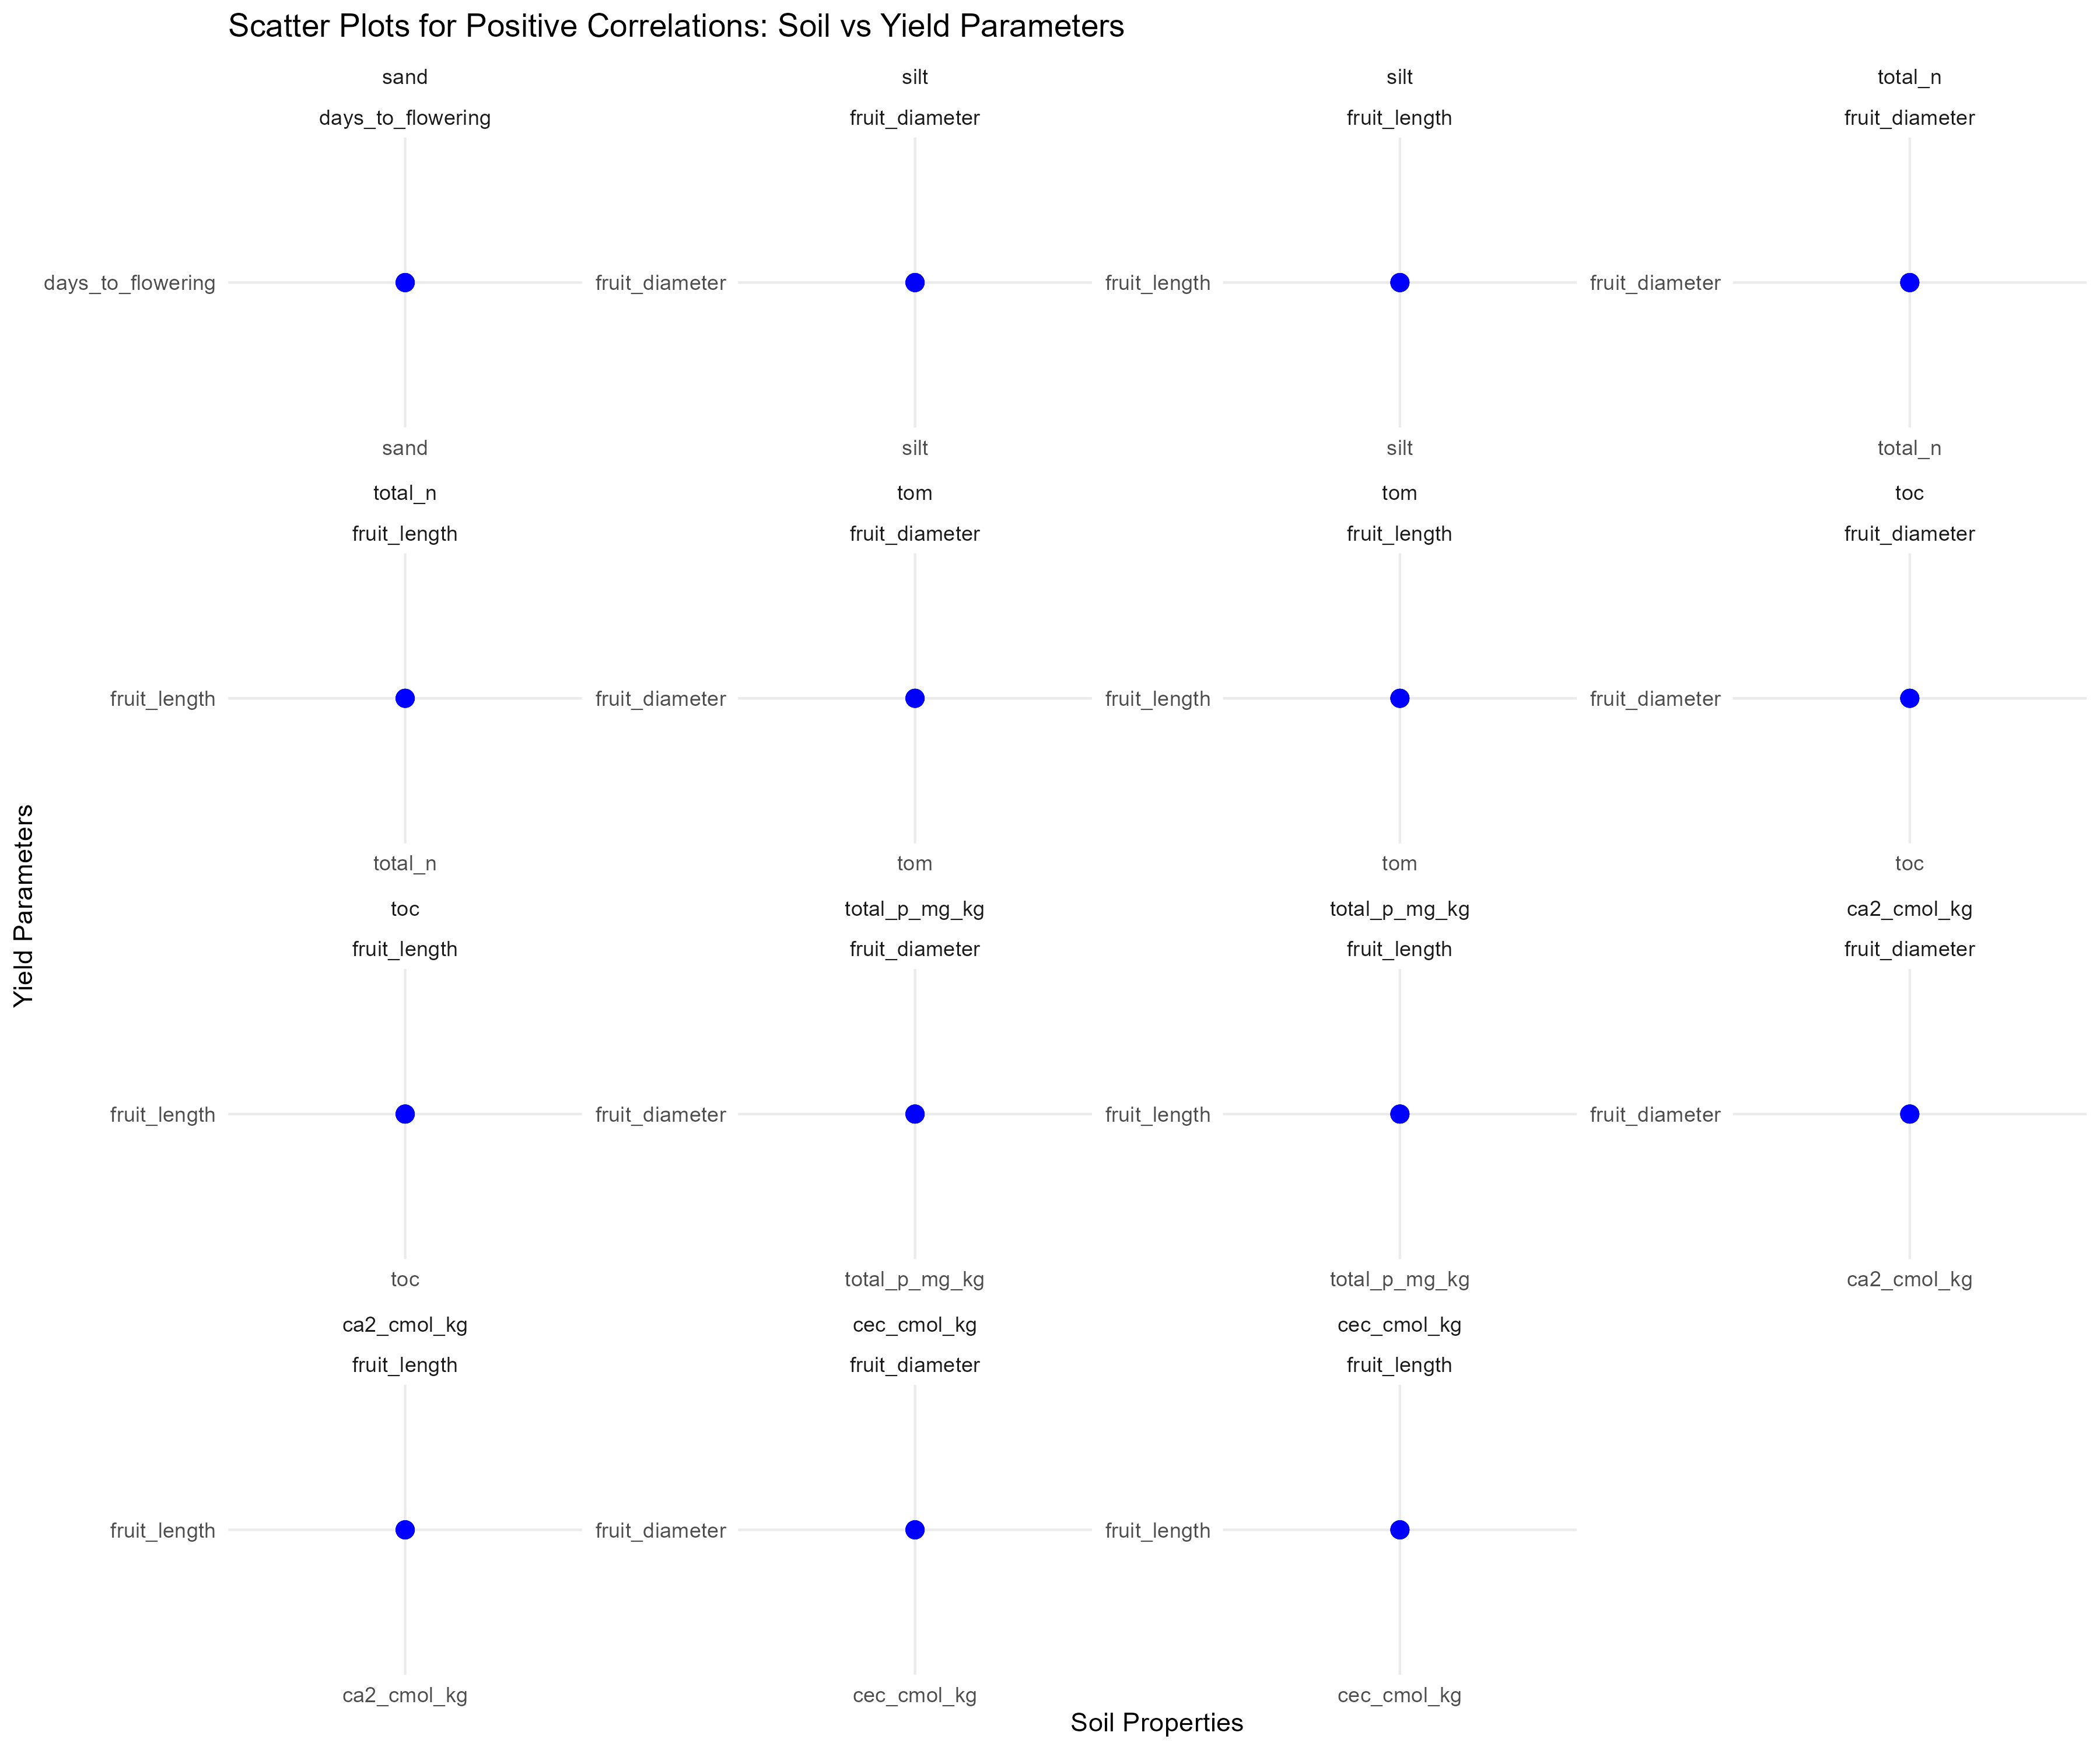 Scatter Plots for Positive Correlations: Soil vs Yield Parameters
sand
silt
silt
total_n
days_to_flowering
fruit_diameter
fruit_length
fruit_diameter
days_to_flowering
fruit_diameter
fruit_length
fruit_diameter
sand
silt
silt
total_n
total_n
tom
tom
toc
fruit_length
fruit_diameter
fruit_length
fruit_diameter
fruit_length
fruit_diameter
fruit_length
fruit_diameter
total_n
tom
tom
toc
Yield Parameters
toc
total_p_mg_kg
total_p_mg_kg
ca2_cmol_kg
fruit_length
fruit_diameter
fruit_length
fruit_diameter
fruit_length
fruit_diameter
fruit_length
fruit_diameter
toc
total_p_mg_kg
total_p_mg_kg
ca2_cmol_kg
ca2_cmol_kg
cec_cmol_kg
cec_cmol_kg
fruit_length
fruit_diameter
fruit_length
fruit_length
fruit_diameter
fruit_length
ca2_cmol_kg
cec_cmol_kg
cec_cmol_kg
Soil Properties